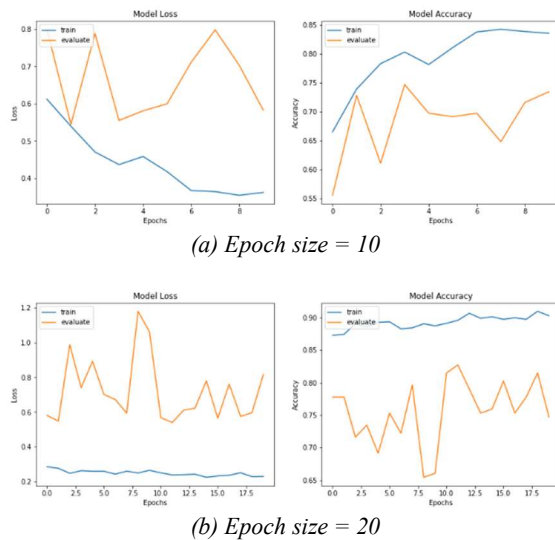 Model Loss
train
evaluate
Loss
0.8
0.7
0.6
0.5
0.4
0 2 4 6 8
Epochs
Model Accuracy
train
evaluate
Accuracy
0.85
0.80
0.75
0.70
0.65
0.60
0.55
0 2 4 6 8
Epochs
(a) Epoch size = 10
Model Loss
train
evaluate
Loss
1.2
1.0
0.8
0.6
0.4
0.2
0.0 2.5 5.0 7.5 10.0 12.5 15.0 17.5
Epochs
Model Accuracy
train
evaluate
Accuracy
0.90
0.85
0.80
0.75
0.70
0.65
0.0 2.5 5.0 7.5 10.0 12.5 15.0 17.5
Epochs
(b) Epoch size = 20